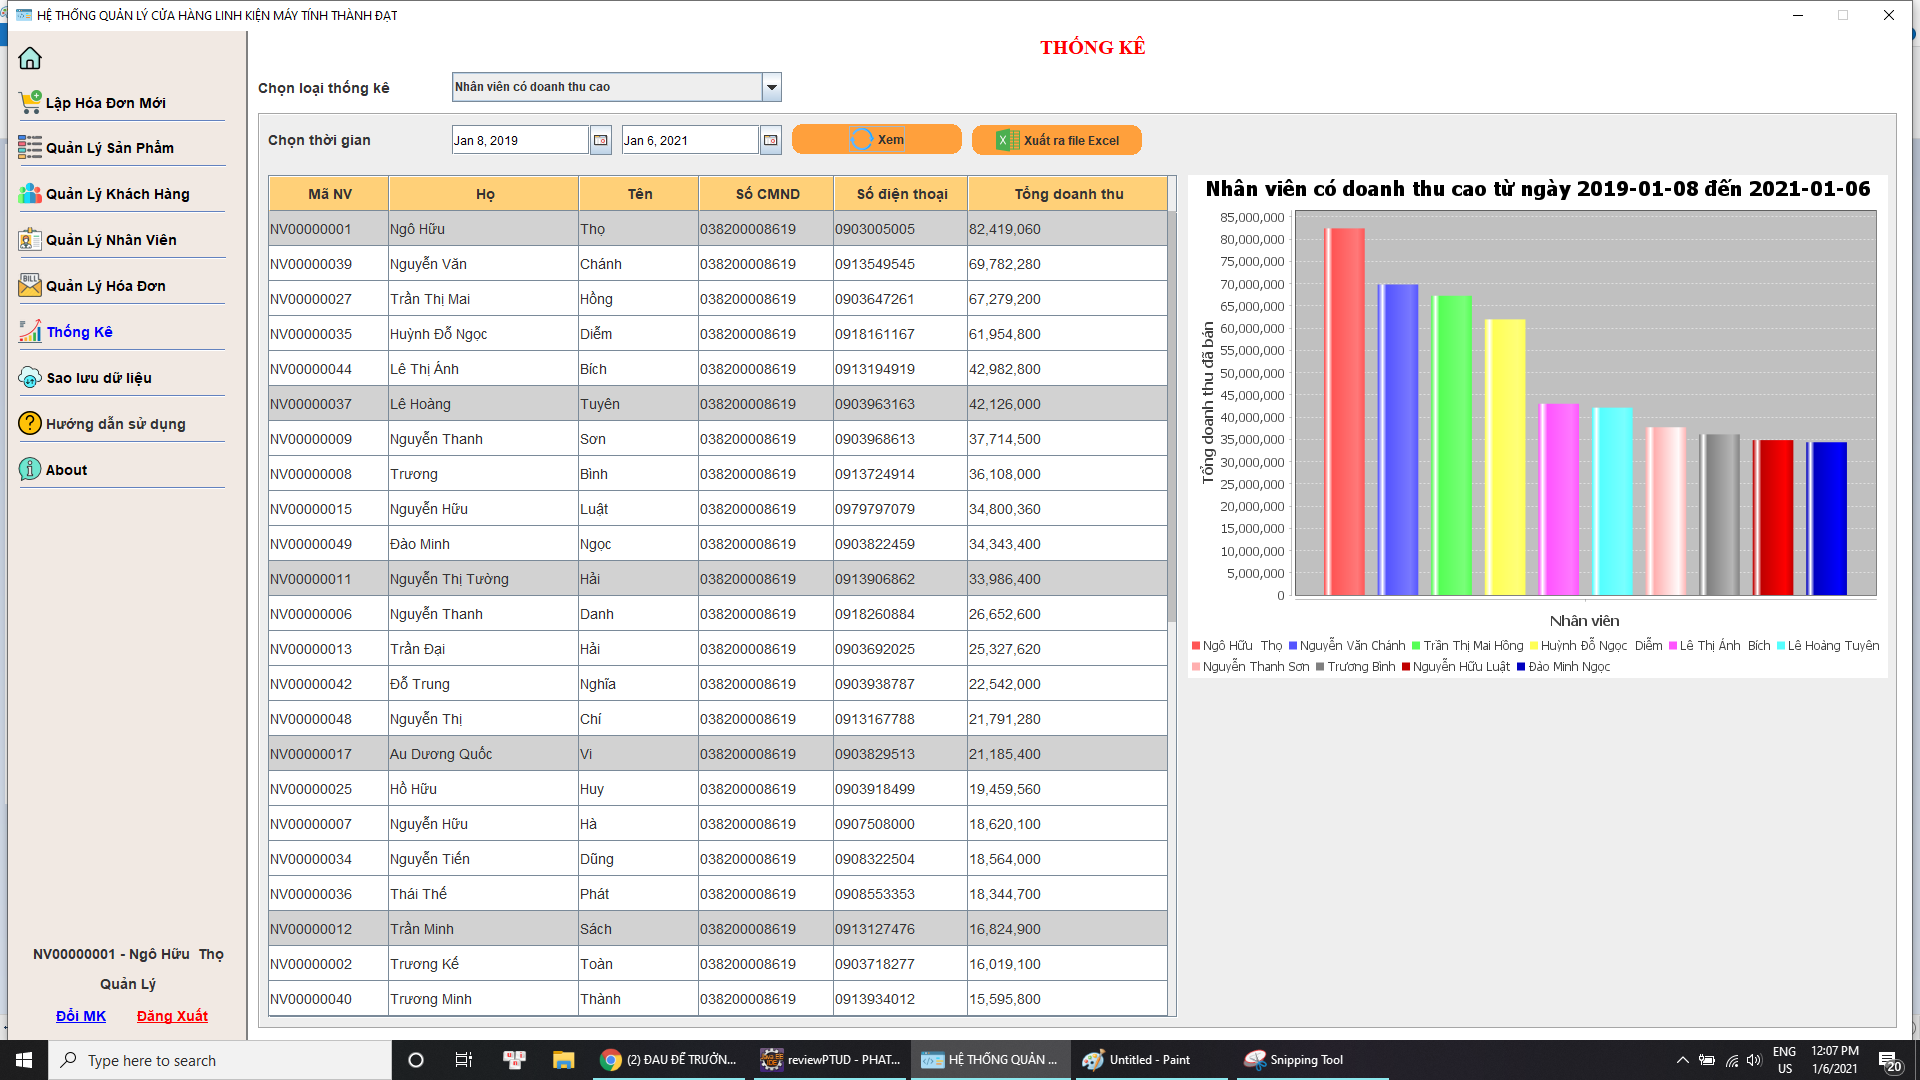 HỆ THỐNG QUẢN LÝ CỬA HÀNG LINH KIỆN MÁY TÍNH THÀNH ĐẠT
Lập Hóa Đơn Mới
Quản Lý Sản Phẩm
Quản Lý Khách Hàng
Quản Lý Nhân Viên
BILL
Quản Lý Hóa Đơn
Thống Kê
Sao lưu dữ liệu
Hướng dẫn sử dụng
About
NV00000001 - Ngô Hữu Thọ
Quản Lý
Đổi MK Đăng Xuất
THỐNG KÊ
Chọn loại thống kê Nhân viên có doanh thu cao
Chọn thời gian Jan 8, 2019 Jan 6, 2021 Xem Xuất ra file Excel
Mã NV Họ Tên Số CMND Số điện thoại Tổng doanh thu
NV00000001 Ngô Hữu Thọ 038200008619 0903005005 82,419,060
NV00000039 Nguyễn Văn Chánh 038200008619 0913549545 69,782,280
NV00000027 Trần Thị Mai Hồng 038200008619 0903647261 67,279,200
NV00000035 Huỳnh Đỗ Ngọc Diễm 038200008619 0918161167 61,954,800
NV00000044 Lê Thị Ánh Bích 038200008619 0913194919 42,982,800
NV00000037 Lê Hoàng Tuyên 038200008619 0903963163 42,126,000
NV00000009 Nguyễn Thanh Sơn 038200008619 0903968613 37,714,500
NV00000008 Trương Bình 038200008619 0913724914 36,108,000
NV00000015 Nguyễn Hữu Luật 038200008619 0979797079 34,800,360
NV00000049 Đào Minh Ngọc 038200008619 0903822459 34,343,400
NV00000011 Nguyễn Thị Tường Hải 038200008619 0913906862 33,986,400
NV00000006 Nguyễn Thanh Danh 038200008619 0918260884 26,652,600
NV00000013 Trần Đại Hải 038200008619 0903692025 25,327,620
NV00000042 Đỗ Trung Nghĩa 038200008619 0903938787 22,542,000
NV00000048 Nguyễn Thị Chí 038200008619 0913167788 21,791,280
NV00000017 Au Dương Quốc Vi 038200008619 0903829513 21,185,400
NV00000025 Hồ Hữu Huy 038200008619 0903918499 19,459,560
NV00000007 Nguyễn Hữu Hà 038200008619 0907508000 18,620,100
NV00000034 Nguyễn Tiến Dũng 038200008619 0908322504 18,564,000
NV00000036 Thái Thế Phát 038200008619 0908553353 18,344,700
NV00000012 Trần Minh Sách 038200008619 0913127476 16,824,900
NV00000002 Trương Kế Toàn 038200008619 0903718277 16,019,100
NV00000040 Trương Minh Thành 038200008619 0913934012 15,595,800
Nhân viên có doanh thu cao từ ngày 2019-01-08 đến 2021-01-06
Tổng doanh thu đã bán
85,000,000
80,000,000
75,000,000
70,000,000
65,000,000
60,000,000
55,000,000
50,000,000
45,000,000
40,000,000
35,000,000
30,000,000
25,000,000
20,000,000
15,000,000
10,000,000
5,000,000
0
Nhân viên
Ngô Hữu Thọ Nguyễn Văn Chánh Trần Thị Mai Hồng Huỳnh Đỗ Ngọc Diễm Lê Thị Ánh Bích Lê Hoàng Tuyên
Nguyễn Thanh Sơn Trương Bình Nguyễn Hữu Luật Đào Minh Ngọc
Type here to search
(2) ĐAU ĐỂ TRƯỞN...
reviewPTUD - PHAT...
HỆ THỐNG QUẢN ...
Untitled - Paint
Snipping Tool
ENG
US
12:07 PM
1/6/2021
20